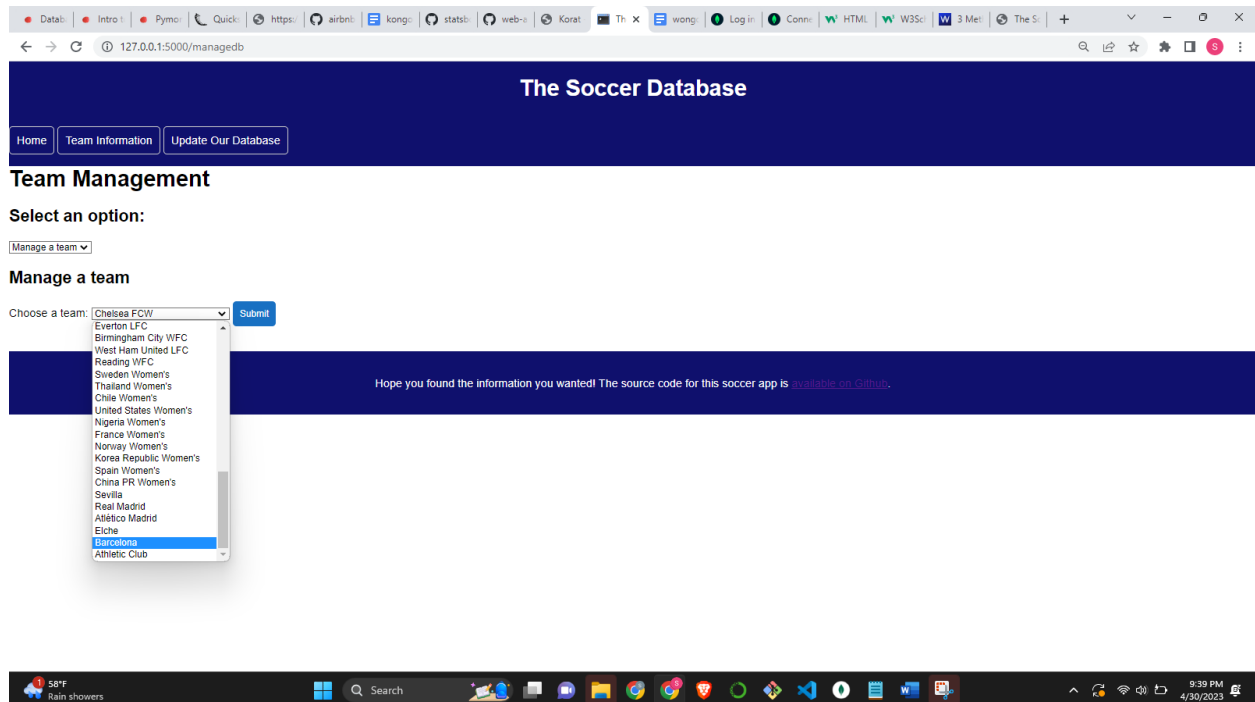 Datab
Intro t
Pymor
Quick
https:/
airbnb
kongo
statsb
web-a
Korat
Th
wong
Log in
Conne
HTML
W3Scl
3 Met
The So
127.0.0.1:5000/managedb
The Soccer Database
Home
Team Information
Update Our Database
Team Management
Select an option:
Manage a team
Manage a team
Choose a team: Chelsea FCW Submit
Everton LFC
Birmingham City WFC
West Ham United LFC
Reading WFC
Sweden Women's
Thailand Women's
Chile Women's
United States Women's
Nigeria Women's
France Women's
Norway Women's
Korea Republic Women's
Spain Women's
China PR Women's
Sevilla
Real Madrid
Atlético Madrid
Elche
Barcelona
Athletic Club
Hope you found the information you wanted! The source code for this soccer app is available on Github.
1
58°F
Rain showers
Search
9:39 PM
4/30/2023